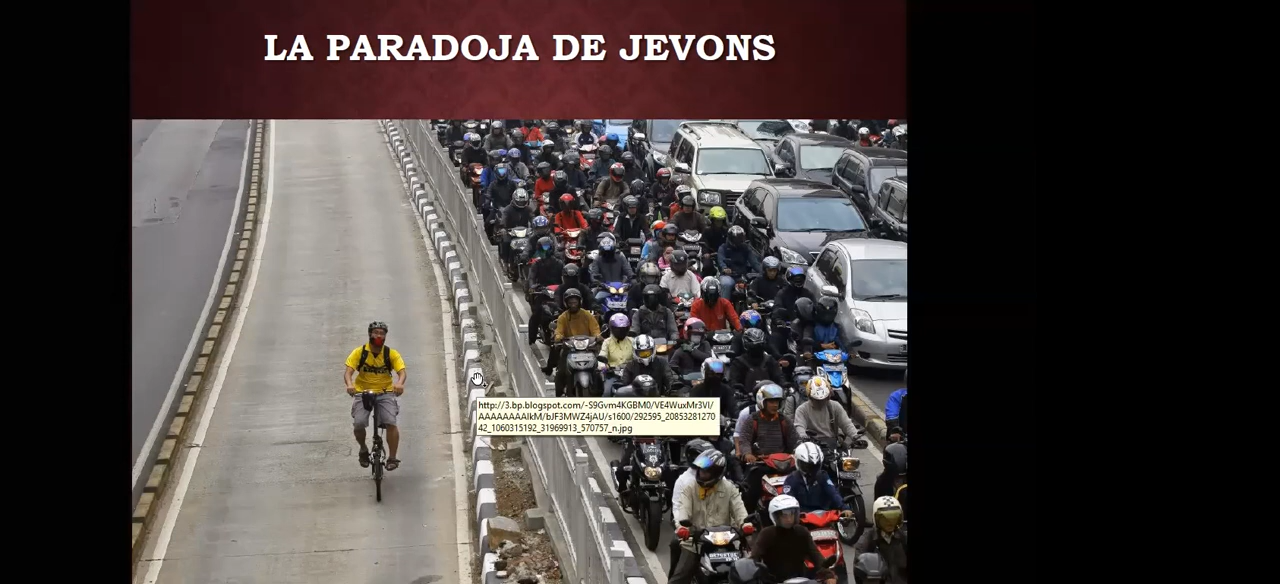 LA PARADOJA DE JEVONS
http://3.bp.blogspot.com/-S9Gvm4KGBM0/VE4WuxMr3VI/
AAAAAAAAIkM/bJF3MWZ4jAU/s1600/292595_20853281270
42_1060315192_31969913_570757_n.jpg